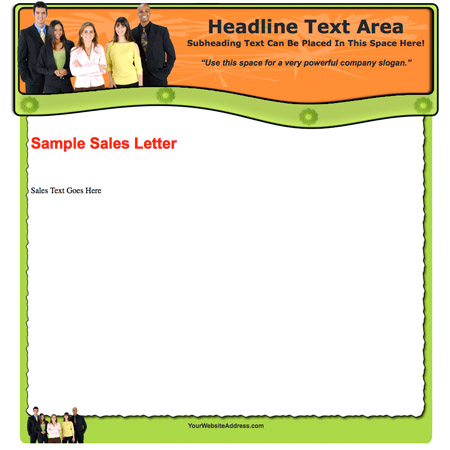 Headline Text Area
Subheading Text Can Be Placed In This Space Here!
“Use this space for a very powerful company slogan.”
Sample Sales Letter
Sales Text Goes Here
YourWebsiteAddress.com